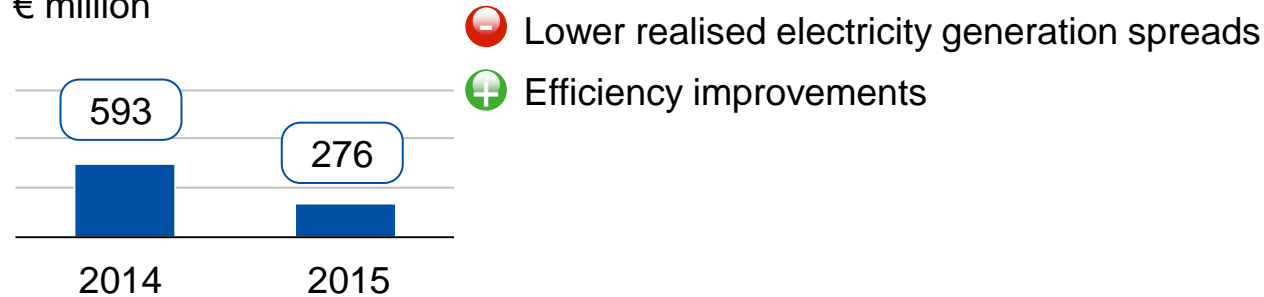 € million
- Lower realised electricity generation spreads
+ Efficiency improvements
593
276
2014 2015